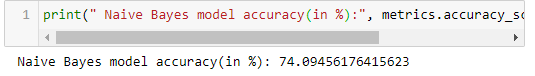 1 print(" Naive Bayes model accuracy(in %):", metrics.accuracy_sc
Naive Bayes model accuracy(in %): 74.09456176415623